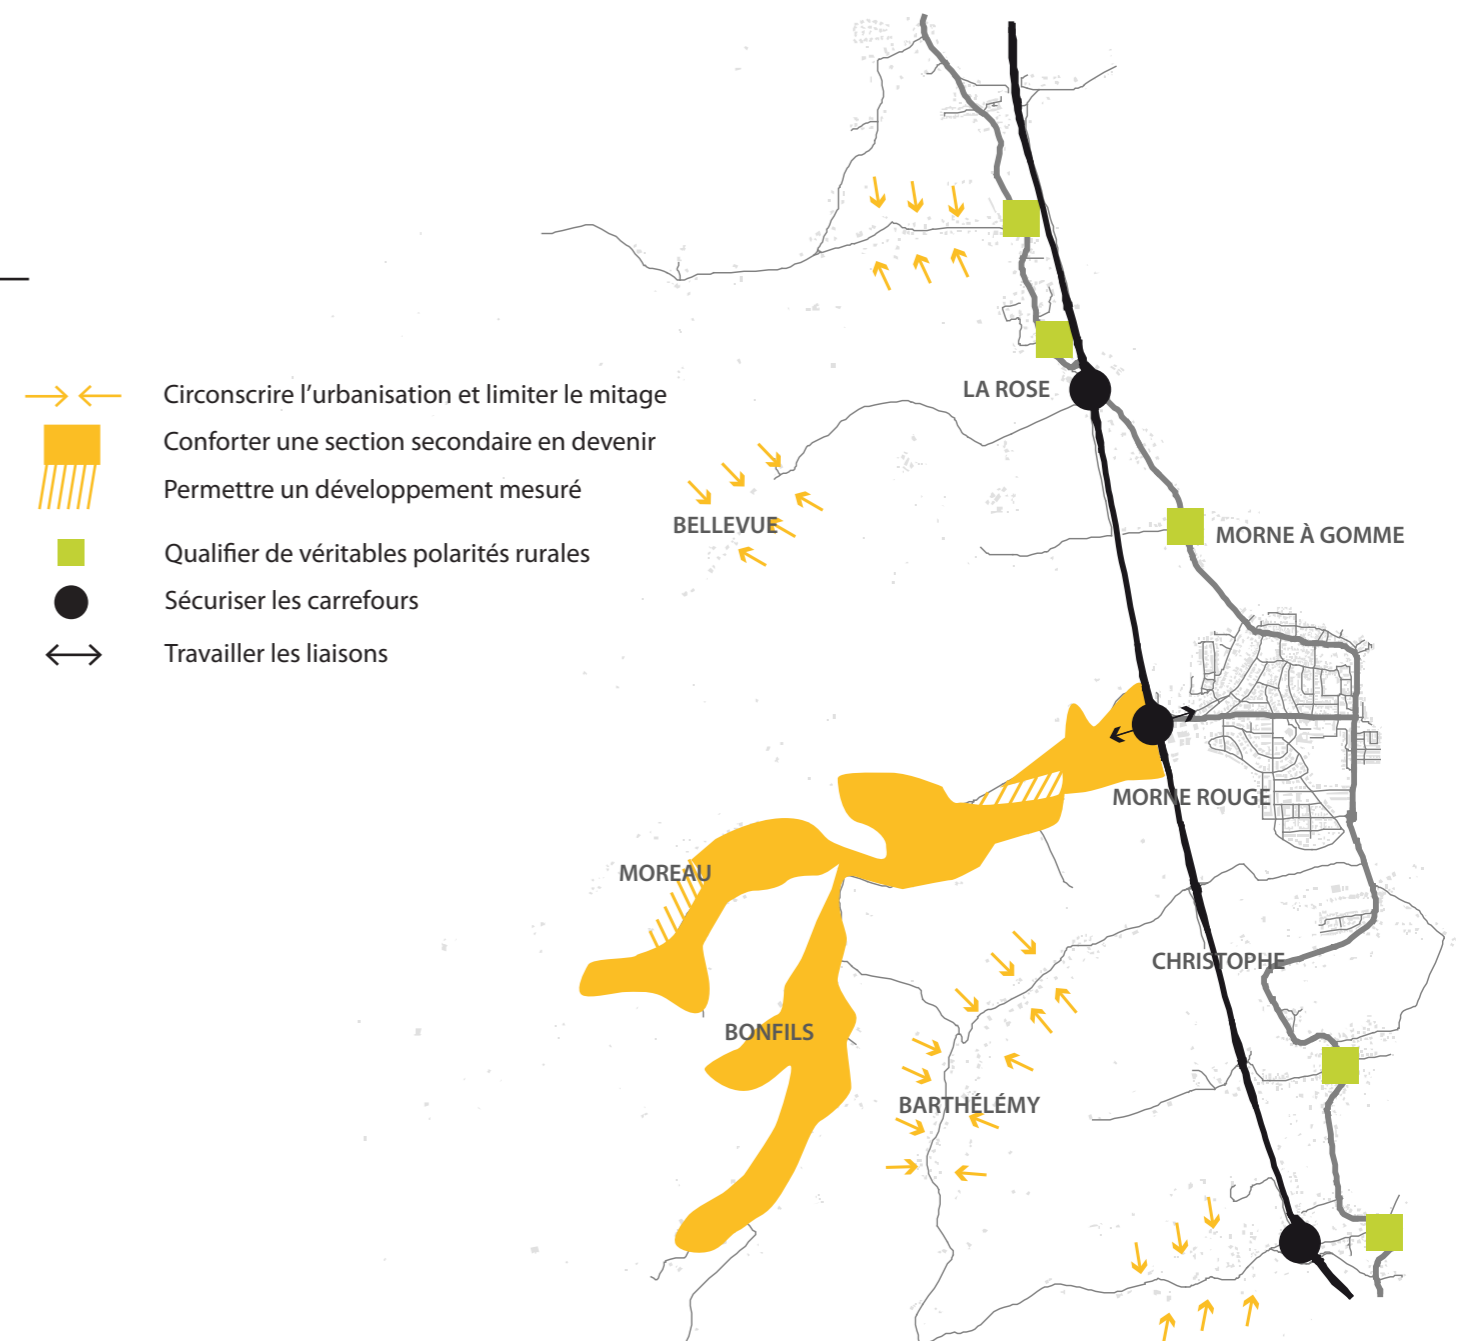 Circonscrire l'urbanisation et limiter le mitage
Conforter une section secondaire en devenir
Permettre un développement mesuré
Qualifier de véritables polarités rurales
Sécuriser les carrefours
Travailler les liaisons
LA ROSE
BELLEVUE
MORNE À GOMME
MORNE ROUGE
MOREAU
CHRISTOPHE
BONFILS
BARTHÉLÉMY